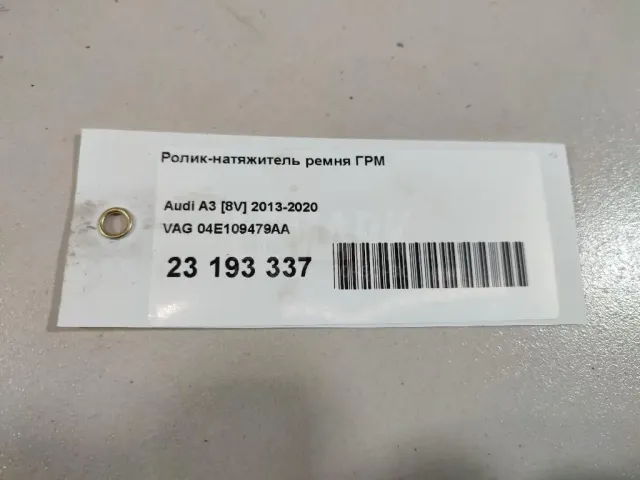 Ролик-натяжитель ремня ГРМ
Audi A3 [8V] 2013-2020
VAG 04E109479AA
23 193 337